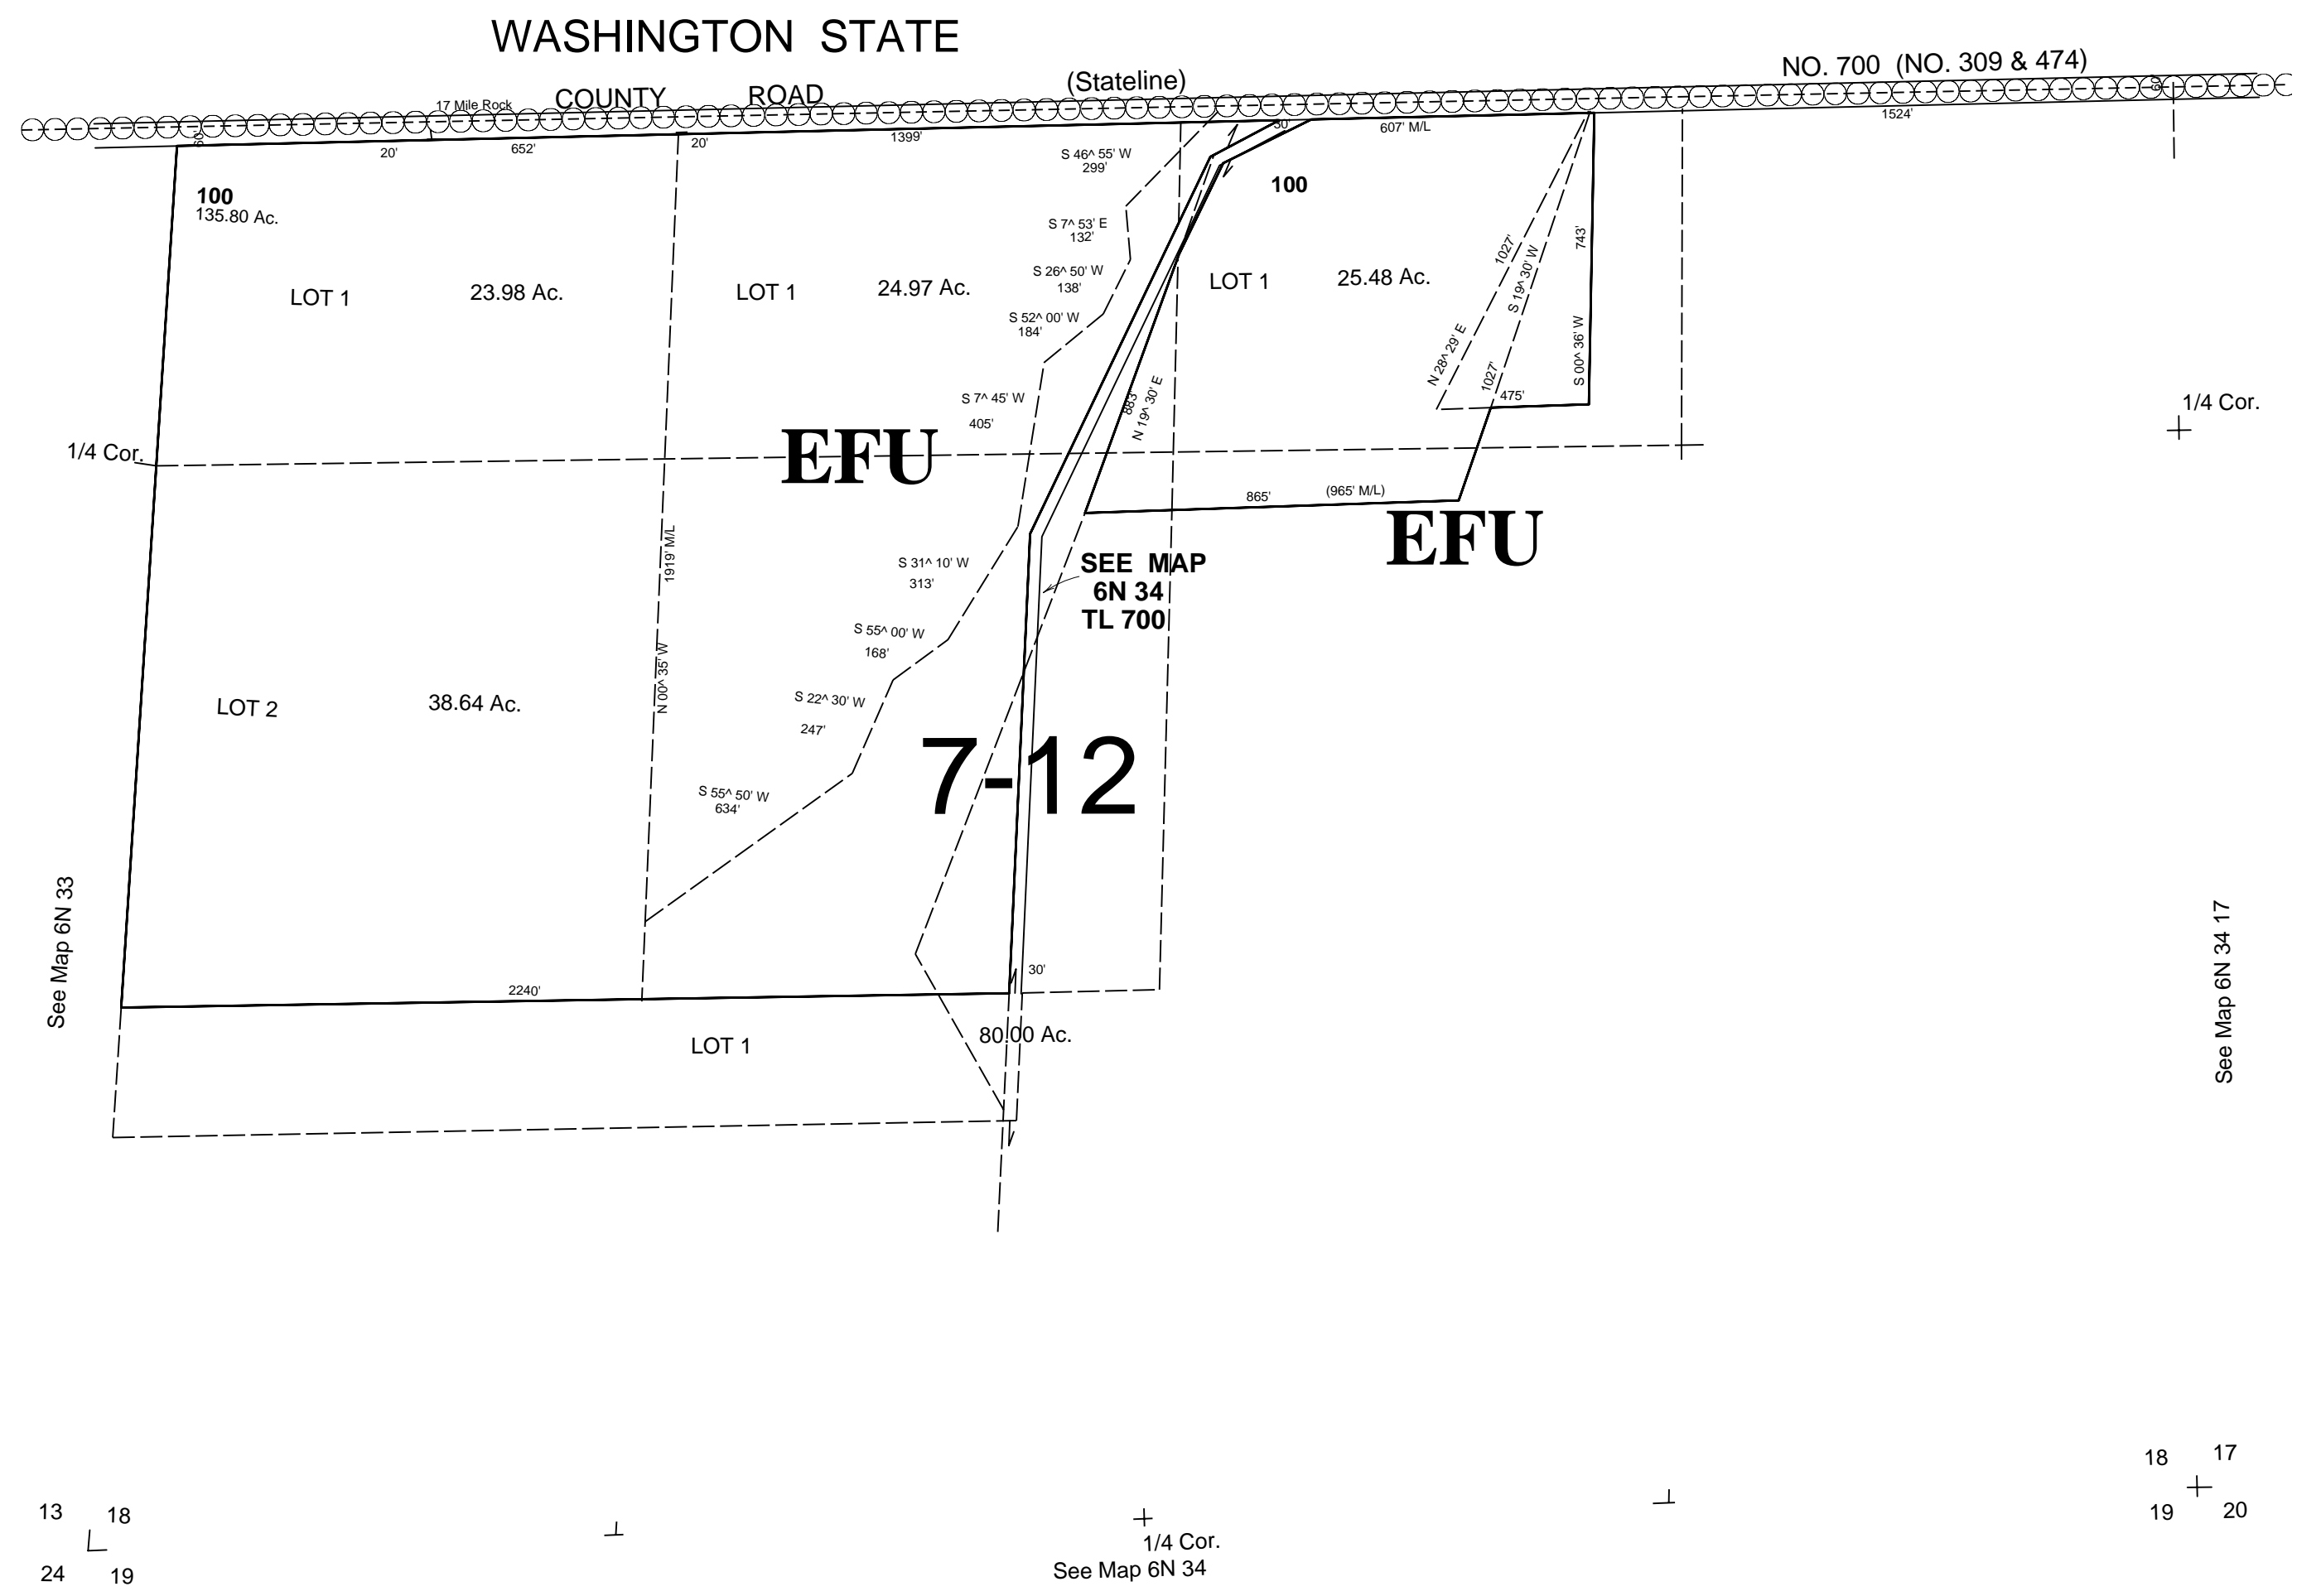 WASHINGTON STATE
NO. 700 (NO. 309 & 474)
(Stateline)
COUNTY ROAD
17 Mile Rock
60'
60'
20'
652'
20'
1399'
30'
607' M/L
1524'
S 46^ 55' W
299'
100
135.80 Ac.
100
S 7^ 53' E
132'
S 26^ 50' W
138'
LOT 1
23.98 Ac.
LOT 1
24.97 Ac.
LOT 1
25.48 Ac.
1027'
S 19^ 30' W
743'
S 52^ 00' W
184'
N 28^ 29' E
1027'
S 00^ 36' W
475'
S 7^ 45' W
405'
883'
N 19^ 30' E
1/4 Cor.
1/4 Cor.
EFU
865'
(965' M/L)
EFU
1919' M/L
N 00^ 35' W
S 31^ 10' W
313'
SEE MAP
6N 34
TL 700
S 55^ 00' W
168'
LOT 2
38.64 Ac.
S 22^ 30' W
247'
7-12
S 55^ 50' W
634'
See Map 6N 33
See Map 6N 34 17
2240'
30'
LOT 1
80.00 Ac.
18 17
19 20
13 18
24 19
1/4 Cor.
See Map 6N 34